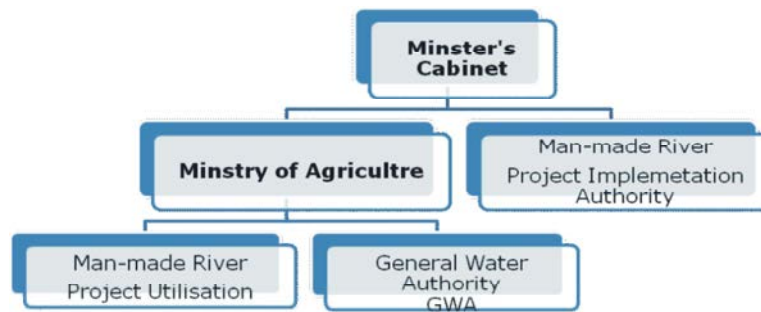 Minster's
Cabinet
Minstry of Agricultre
Man-made River
Project Implemetation
Authority
Man-made River
Project Utilisation
General Water
Authority
GWA